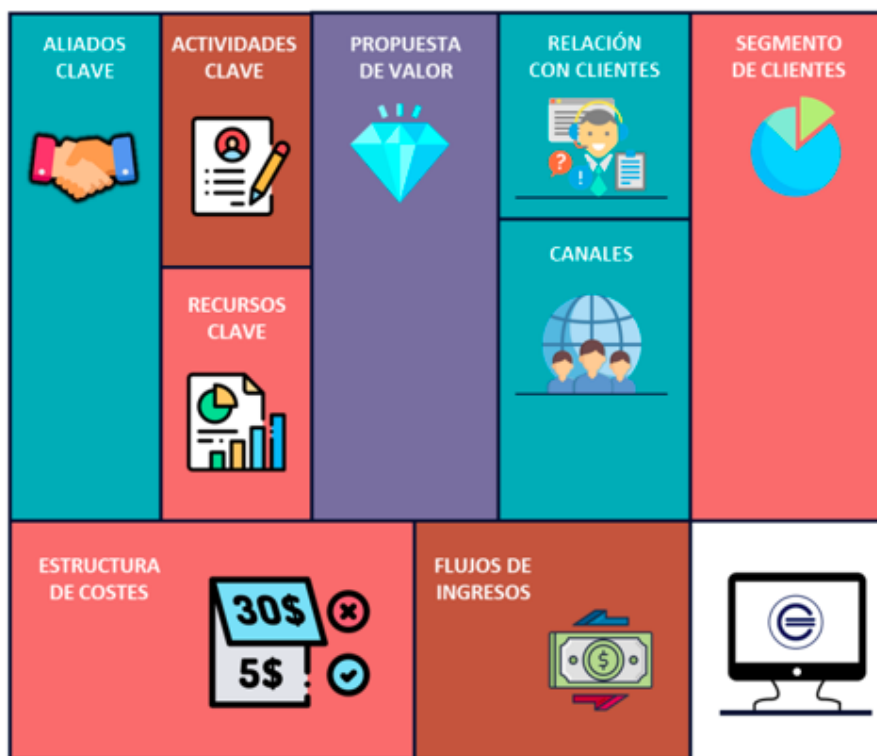 ALIADOS
CLAVE
ACTIVIDADES
CLAVE
RECURSOS
CLAVE
PROPUESTA
DE VALOR
RELACIÓN
CON CLIENTES
?
!
CANALES
SEGMENTO
DE CLIENTES
ESTRUCTURA
DE COSTES
30$
5$
FLUJOS DE
INGRESOS
$